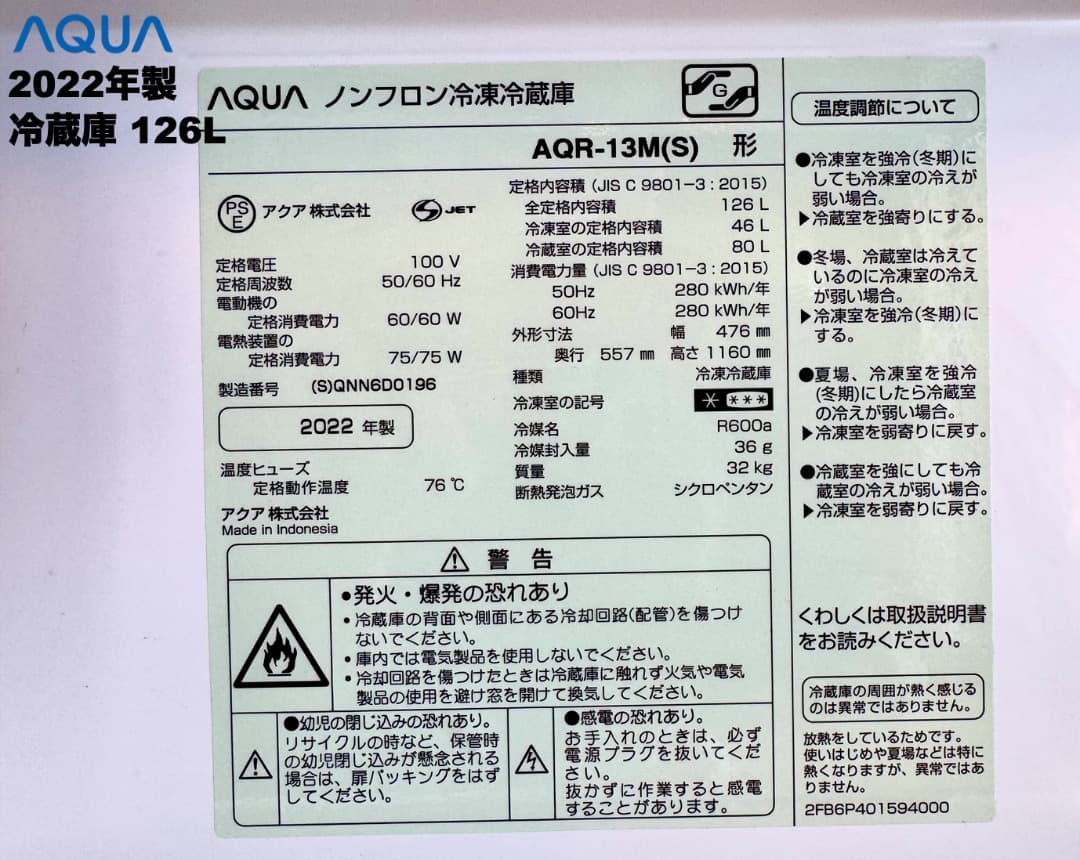 AQUA
2022年製
冷蔵庫 126L
AQUA ノンフロン冷凍冷蔵庫
G
AQR-13M(S) 形
PS
E
アクア株式会社
JET
定格電圧 100 V
定格周波数 50/60 Hz
電動機の
定格消費電力 60/60 W
電熱装置の
定格消費電力 75/75 W
製造番号 (S)QNN6D0196
2022 年製
温度ヒューズ
定格動作温度 76 ℃
アクア株式会社
Made in Indonesia
定格内容積 (JIS C 9801-3:2015)
全定格内容積 126 L
冷凍室の定格内容積 46 L
冷蔵室の定格内容積 80 L
消費電力量 (JIS C 9801-3:2015)
50Hz 280 kWh/年
60Hz 280 kWh/年
外形寸法 幅 476 ㎜
奥行 557 ㎜ 高さ 1160 ㎜
種類 冷凍冷蔵庫
冷凍室の記号 * ***
冷媒名 R600a
冷媒封入量 36 g
質量 32 kg
断熱発泡ガス シクロペンタン
警告
●発火・爆発の恐れあり
・冷蔵庫の背面や側面にある冷却回路(配管)を傷つけ
ないでください。
・庫内では電気製品を使用しないでください。
・冷却回路を傷つけたときは冷蔵庫に触れず火気や電気
製品の使用を避け窓を開けて換気してください。
●幼児の閉じ込みの恐れあり。
リサイクルの時など、保管時
の幼児閉じ込みが懸念される
場合は、扉パッキングをはず
してください。
●感電の恐れあり。
お手入れのときは、必ず
電源プラグを抜いてくだ
さい。
抜かずに作業すると感電
することがあります。
温度調節について
●冷凍室を強冷(冬期)に
しても冷凍室の冷えが
弱い場合。
▶冷蔵室を強寄りにする。
●冬場、冷蔵室は冷えて
いるのに冷凍室の冷え
が弱い場合。
▶冷凍室を強冷(冬期)に
する。
●夏場、冷凍室を強冷
(冬期)にしたら冷蔵室
の冷えが弱い場合。
▶冷凍室を弱寄りに戻す。
●冷蔵室を強にしても冷
蔵室の冷えが弱い場合。
▶冷凍室を弱寄りに戻す。
くわしくは取扱説明書
をお読みください。
冷蔵庫の周囲が熱く感じる
のは異常ではありません。
放熱をしているためです。
使いはじめや夏場などは特に
熱くなりますが、異常ではあ
りません。
2FB6P401594000